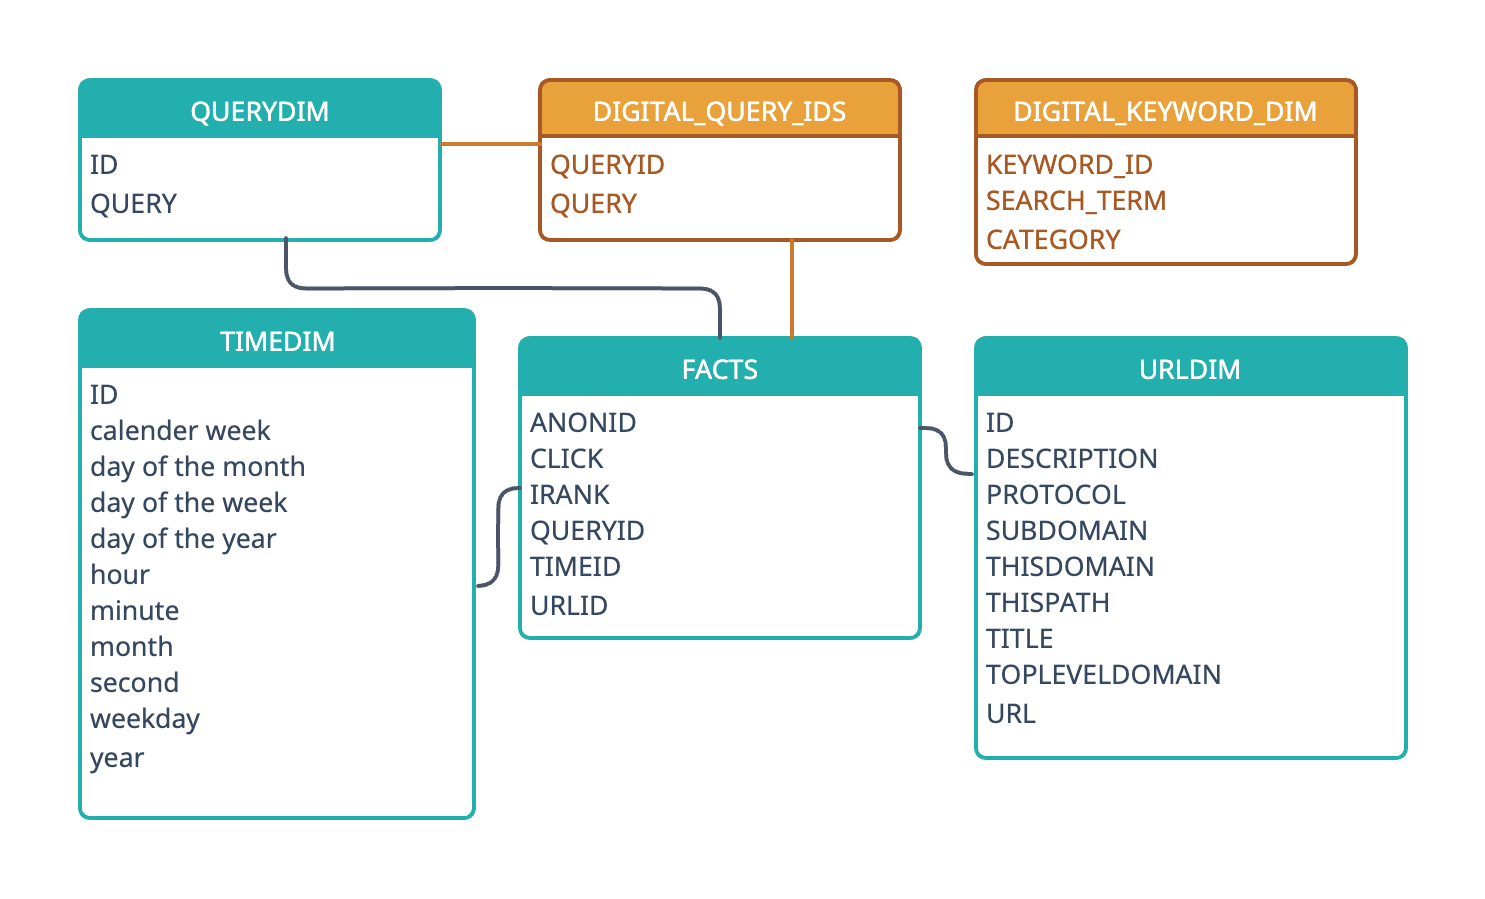 QUERYDIM
ID
QUERY
DIGITAL_QUERY_IDS
QUERYID
QUERY
DIGITAL_KEYWORD_DIM
KEYWORD_ID
SEARCH_TERM
CATEGORY
TIMEDIM
ID
calender week
day of the month
day of the week
day of the year
hour
minute
month
second
weekday
year
FACTS
ANONID
CLICK
IRANK
QUERYID
TIMEID
URLID
URLDIM
ID
DESCRIPTION
PROTOCOL
SUBDOMAIN
THISDOMAIN
THISPATH
TITLE
TOPLEVELDOMAIN
URL